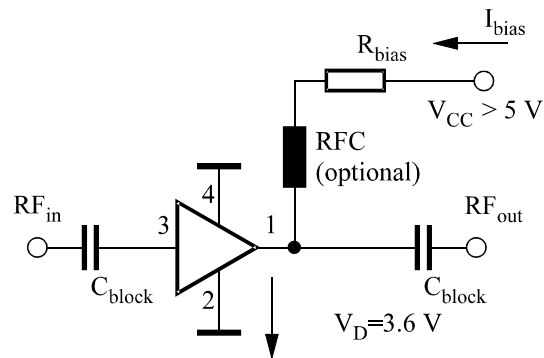 I_bias
R_bias
V_CC > 5 V
RFC
(optional)
RF_in
4
3
1
RF_out
C_block
2
V_D=3.6 V
C_block